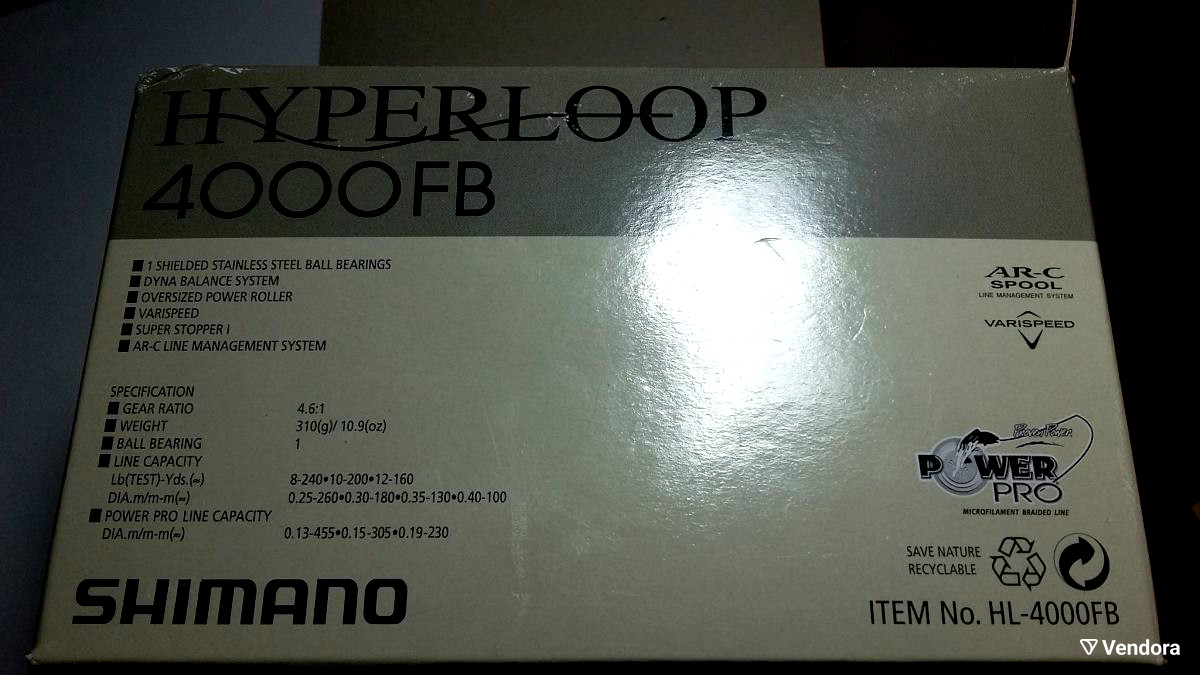 HYPERLOOP
4000FB
■ 1 SHIELDED STAINLESS STEEL BALL BEARINGS
■ DYNA BALANCE SYSTEM
■ OVERSIZED POWER ROLLER
■ VARISPEED
■ SUPER STOPPER I
■ AR-C LINE MANAGEMENT SYSTEM
AR-C
SPOOL
LINE MANAGEMENT SYSTEM
VARISPEED
SPECIFICATION
■ GEAR RATIO 4.6:1
■ WEIGHT 310(g)/ 10.9(oz)
■ BALL BEARING 1
■ LINE CAPACITY
Lb(TEST)-Yds.(≈) 8-240•10-200•12-160
DIA.m/m-m(≈) 0.25-260•0.30-180•0.35-130•0.40-100
■ POWER PRO LINE CAPACITY
DIA.m/m-m(≈) 0.13-455•0.15-305•0.19-230
Proven Power
POWER
PRO
MICROFILAMENT BRAIDED LINE
SAVE NATURE
RECYCLABLE
SHIMANO
ITEM No. HL-4000FB
Vendora